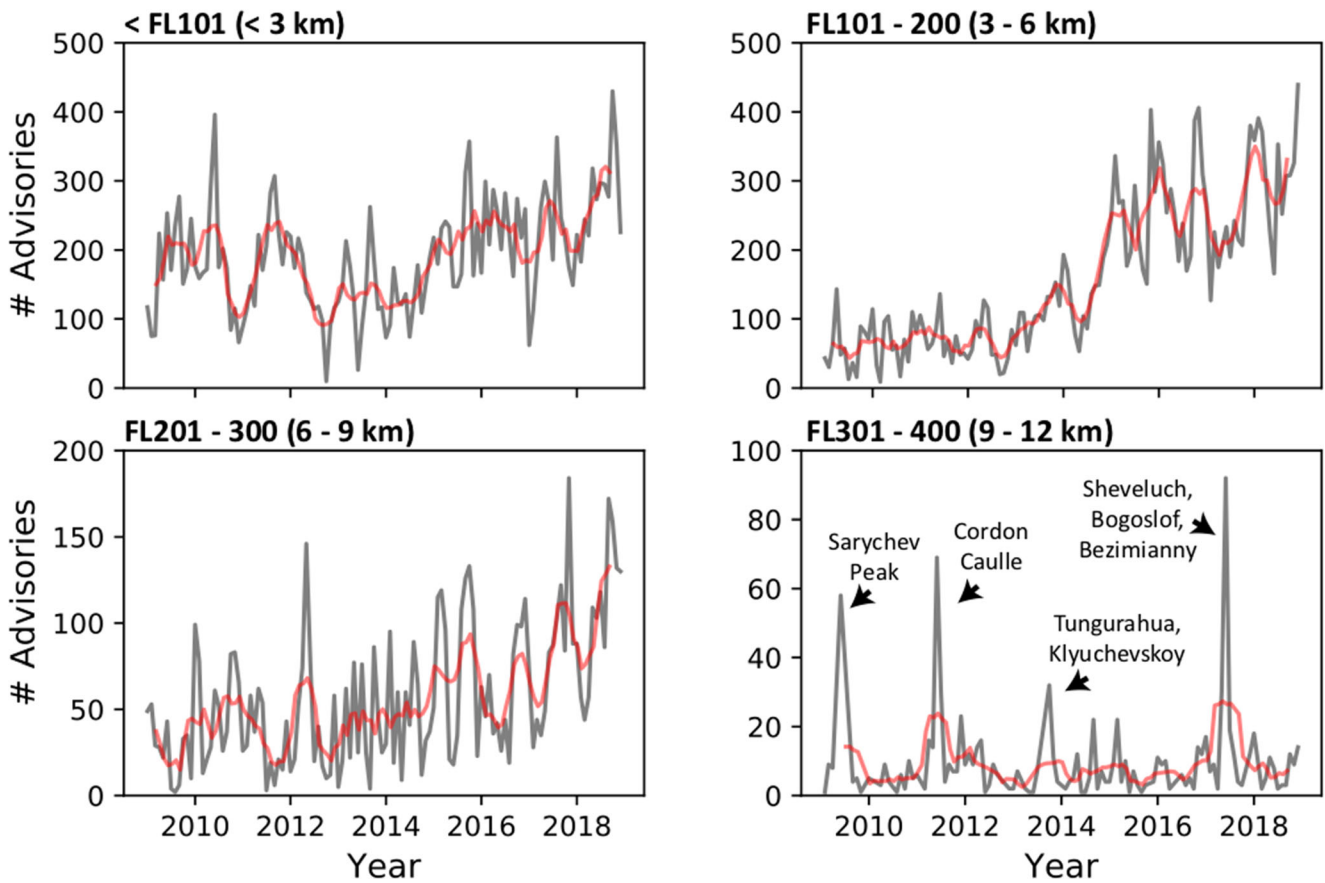 < FL101 (< 3 km)
500
400
300
200
100
0
# Advisories
FL101 - 200 (3 - 6 km)
500
400
300
200
100
0
FL201 - 300 (6 - 9 km)
200
150
100
50
0
# Advisories
2010 2012 2014 2016 2018
Year
FL301 - 400 (9 - 12 km)
100
80
60
40
20
0
Sarychev
Peak
Cordon
Caulle
Tungurahua,
Klyuchevskoy
Sheveluch,
Bogoslof,
Bezimianny
2010 2012 2014 2016 2018
Year